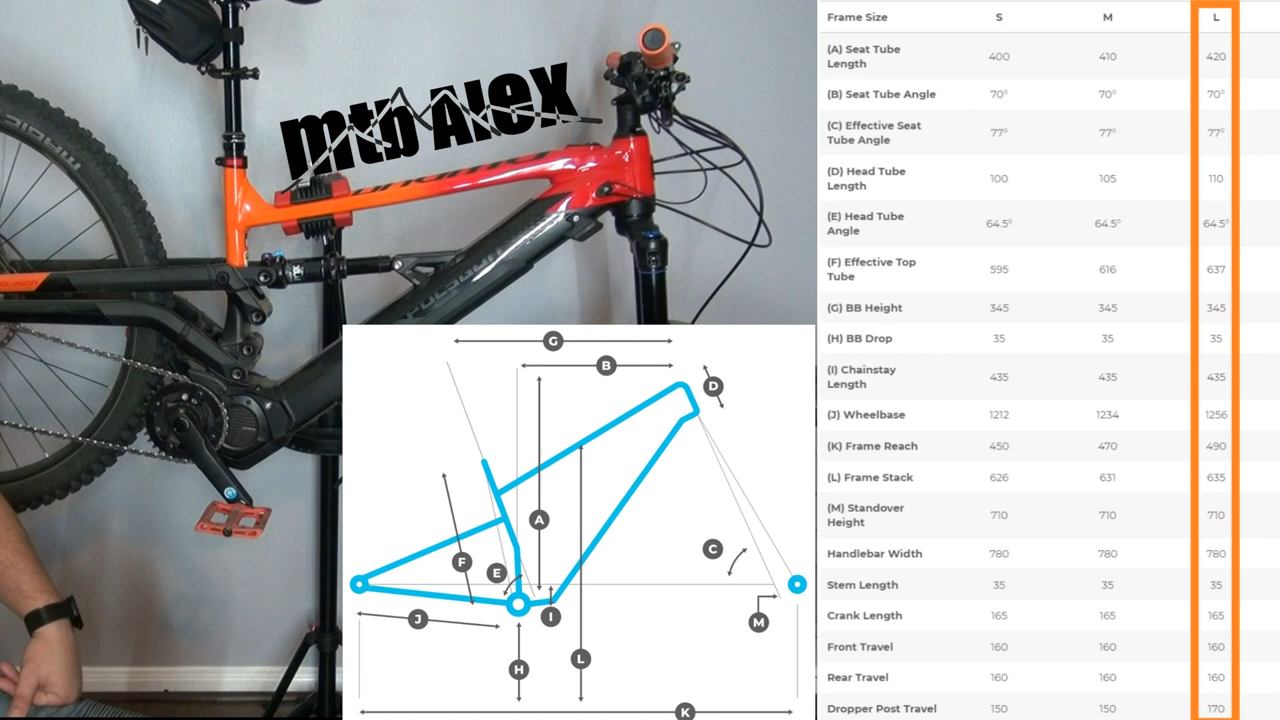 mtb Alex
POLYGON
FOX
POLYGON
G
B
D
A
C
F
E
I
M
J
H
L
K
Frame Size S M L
(A) Seat Tube Length 400 410 420
(B) Seat Tube Angle 70° 70° 70°
(C) Effective Seat Tube Angle 77° 77° 77°
(D) Head Tube Length 100 105 110
(E) Head Tube Angle 64.5° 64.5° 64.5°
(F) Effective Top Tube 595 616 637
(G) BB Height 345 345 345
(H) BB Drop 35 35 35
(I) Chainstay Length 435 435 435
(J) Wheelbase 1212 1234 1256
(K) Frame Reach 450 470 490
(L) Frame Stack 626 631 635
(M) Standover Height 710 710 710
Handlebar Width 780 780 780
Stem Length 35 35 35
Crank Length 165 165 165
Front Travel 160 160 160
Rear Travel 160 160 160
Dropper Post Travel 150 150 170